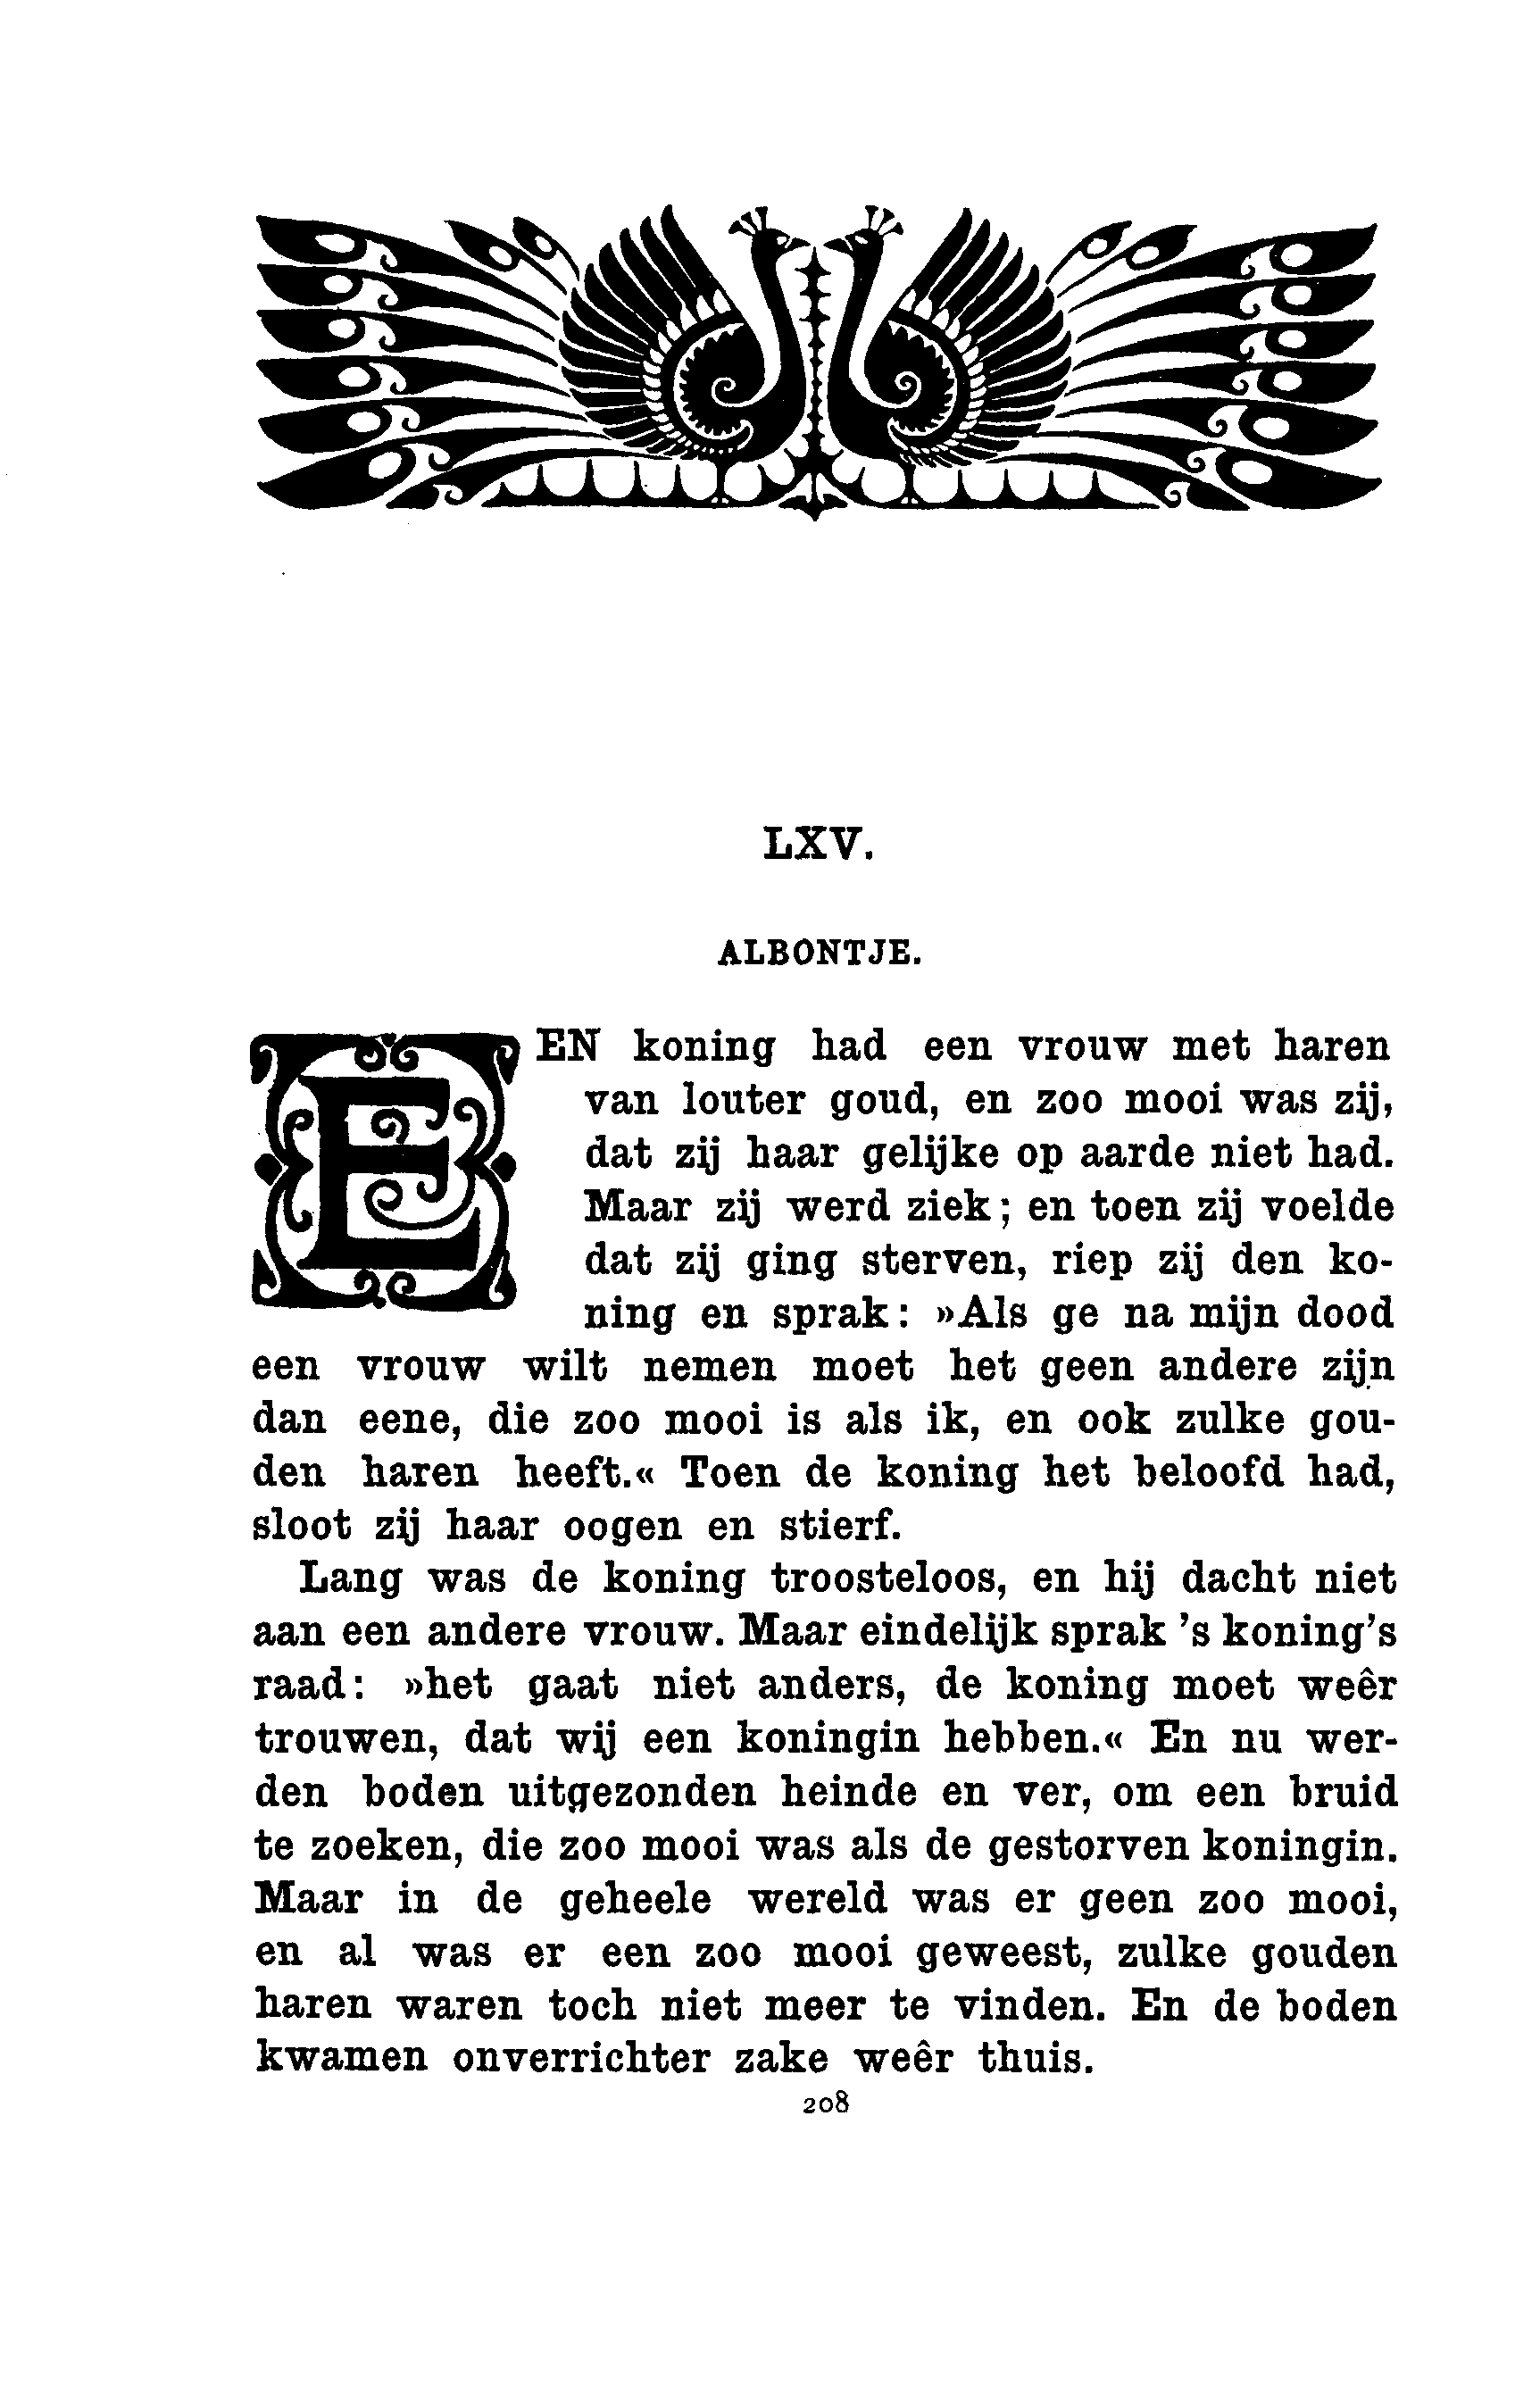 LXV.
ALBONTJE.
EEN koning had een vrouw met haren
van louter goud, en zoo mooi was zij,
dat zij haar gelijke op aarde niet had.
Maar zij werd ziek; en toen zij voelde
dat zij ging sterven, riep zij den ko-
ning en sprak: »Als ge na mijn dood
een vrouw wilt nemen moet het geen andere zijn
dan eene, die zoo mooi is als ik, en ook zulke gou-
den haren heeft.« Toen de koning het beloofd had,
sloot zij haar oogen en stierf.
Lang was de koning troosteloos, en hij dacht niet
aan een andere vrouw. Maar eindelijk sprak 's koning's
raad: »het gaat niet anders, de koning moet weêr
trouwen, dat wij een koningin hebben.« En nu wer-
den boden uitgezonden heinde en ver, om een bruid
te zoeken, die zoo mooi was als de gestorven koningin.
Maar in de geheele wereld was er geen zoo mooi,
en al was er een zoo mooi geweest, zulke gouden
haren waren toch niet meer te vinden. En de boden
kwamen onverrichter zake weêr thuis.
208